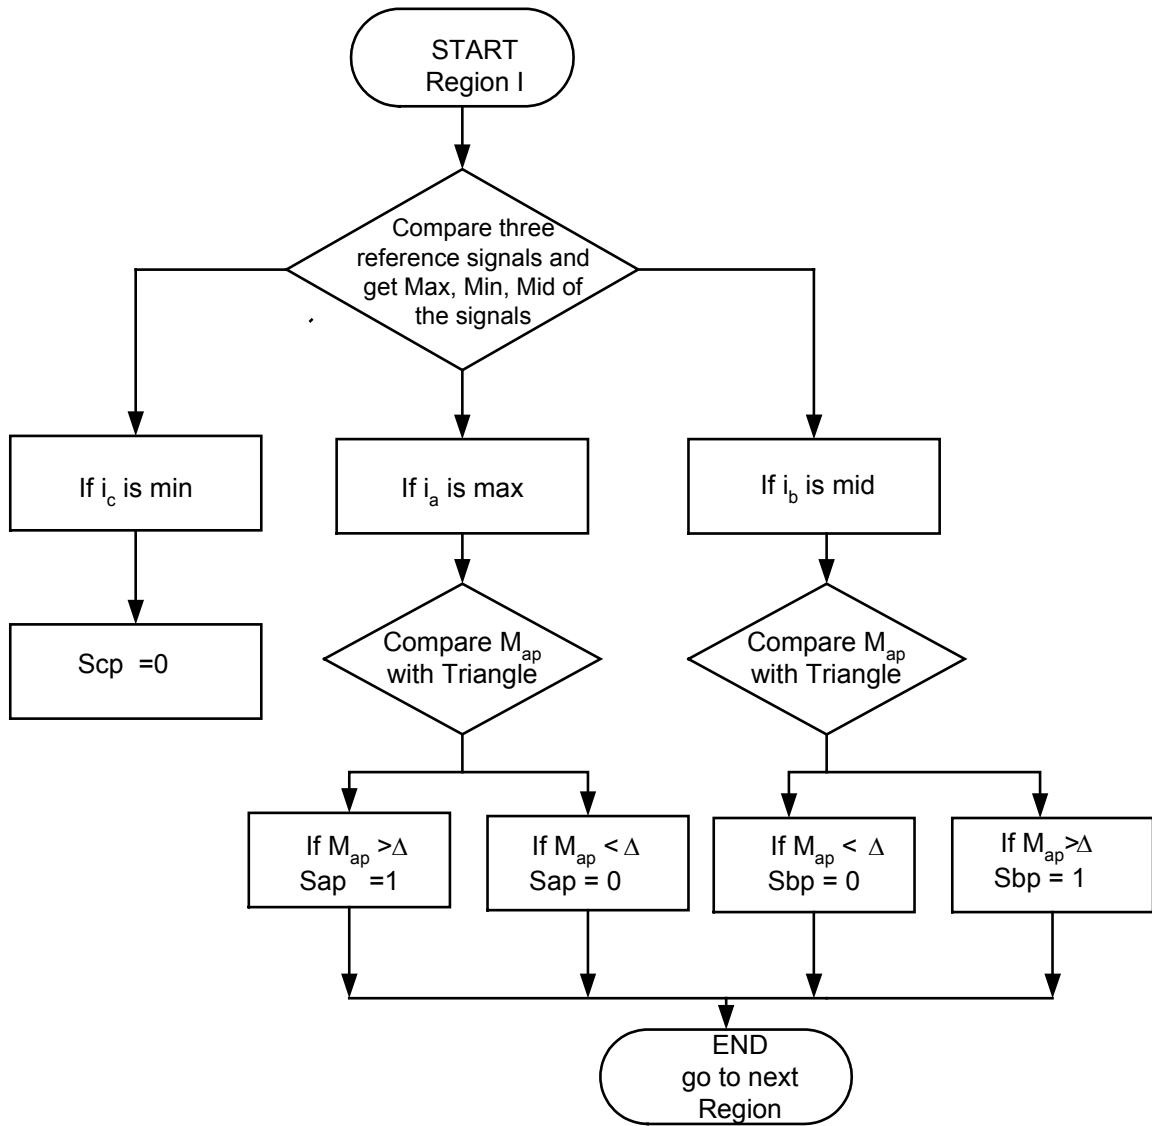 START
Region I
Compare three
reference signals and
get Max, Min, Mid of
the signals
If i_c is min
If i_a is max
If i_b is mid
Scp =0
Compare M_ap
with Triangle
Compare M_ap
with Triangle
If M_ap >Δ
Sap =1
If M_ap < Δ
Sap = 0
If M_ap < Δ
Sbp = 0
If M_ap>Δ
Sbp = 1
END
go to next
Region